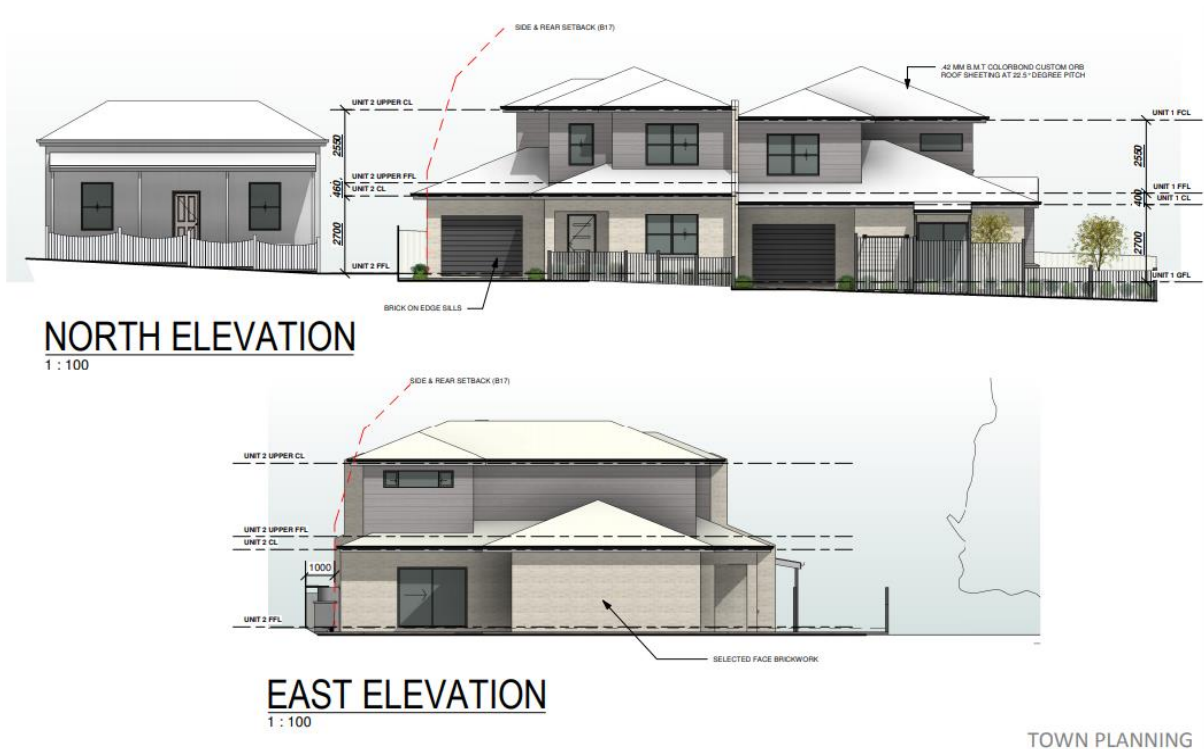 SIDE & REAR SETBACK (B17)
.42 MM B.M.T COLORBOND CUSTOM ORB
ROOF SHEETING AT 22.5° DEGREE PITCH
UNIT 2 UPPER CL
UNIT 1 FCL
2550
2550
UNIT 2 UPPER FFL
UNIT 1 FFL
460
400
UNIT 2 CL
UNIT 1 CL
2700
2700
UNIT 2 FFL
UNIT 1 GFL
BRICK ON EDGE SILLS
NORTH ELEVATION
1 : 100
SIDE & REAR SETBACK (B17)
UNIT 2 UPPER CL
UNIT 2 UPPER FFL
UNIT 2 CL
1000
UNIT 2 FFL
SELECTED FACE BRICKWORK
EAST ELEVATION
1 : 100
TOWN PLANNING